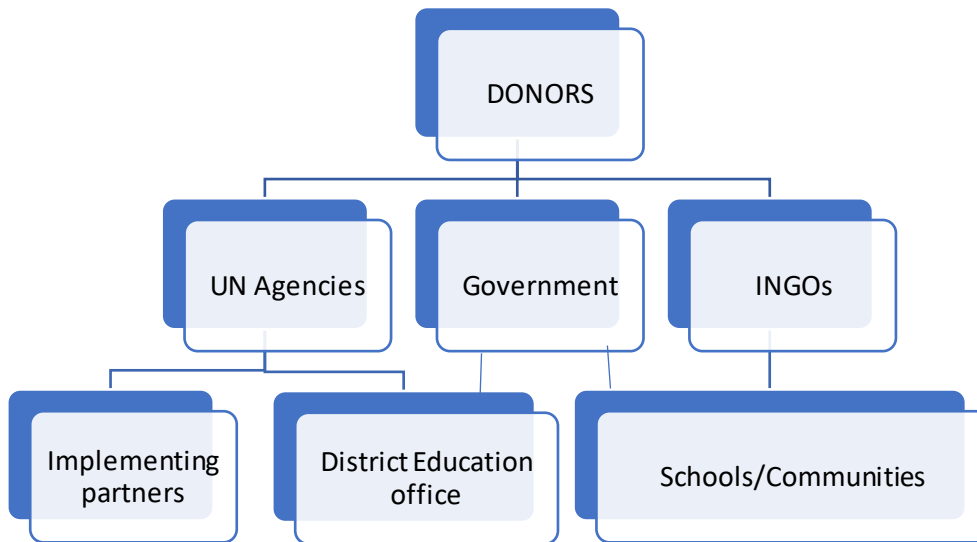 DONORS
UN Agencies
Government
INGOs
Implementing
partners
District Education
office
Schools/Communities